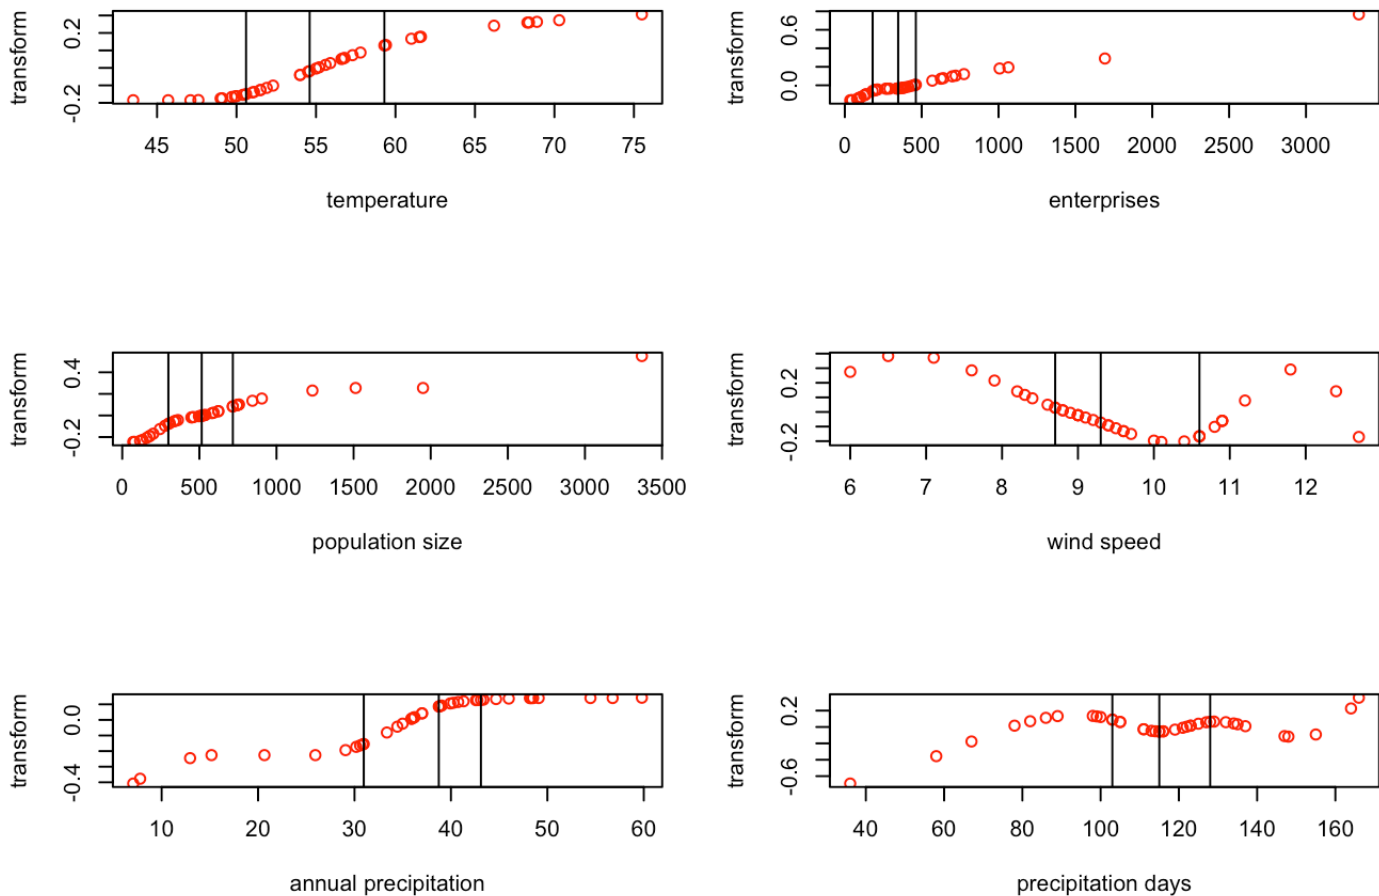 transform
0.2
-0.2
45 50 55 60 65 70 75
temperature
transform
0.6
0.0
0 500 1000 1500 2000 2500 3000
enterprises
transform
0.4
-0.2
0 500 1000 1500 2000 2500 3000 3500
population size
transform
0.2
-0.2
6 7 8 9 10 11 12
wind speed
transform
0.0
-0.4
10 20 30 40 50 60
annual precipitation
transform
0.2
-0.6
40 60 80 100 120 140 160
precipitation days